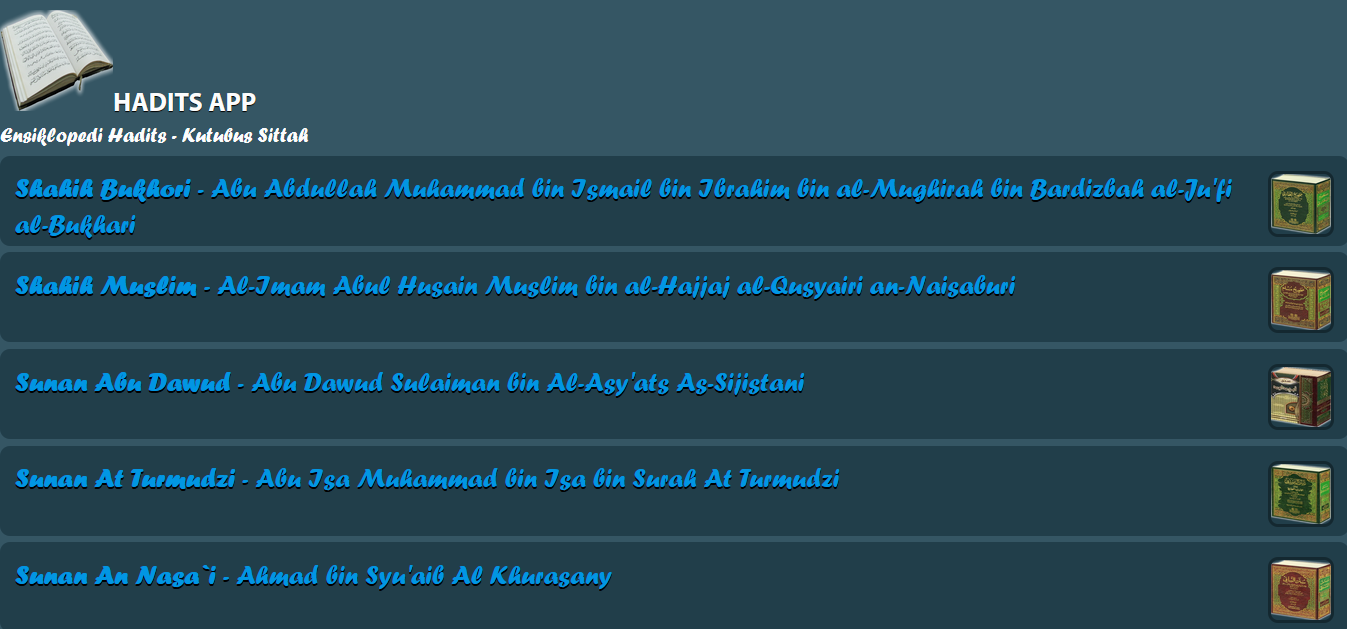 HADITS APP
Ensiklopedi Hadits - Kutubus Sittah
Shahih Bukhori - Abu Abdullah Muhammad bin Ismail bin Ibrahim bin al-Mughirah bin Bardizbah al-Ju'fi
al-Bukhari
Shahih Muslim - Al-Imam Abul Husain Muslim bin al-Hajjaj al-Qusyairi an-Naisaburi
Sunan Abu Dawud - Abu Dawud Sulaiman bin Al-Asy'ats As-Sijistani
Sunan At Turmudzi - Abu Isa Muhammad bin Isa bin Surah At Turmudzi
Sunan An Nasa`i - Ahmad bin Syu'aib Al Khurasany